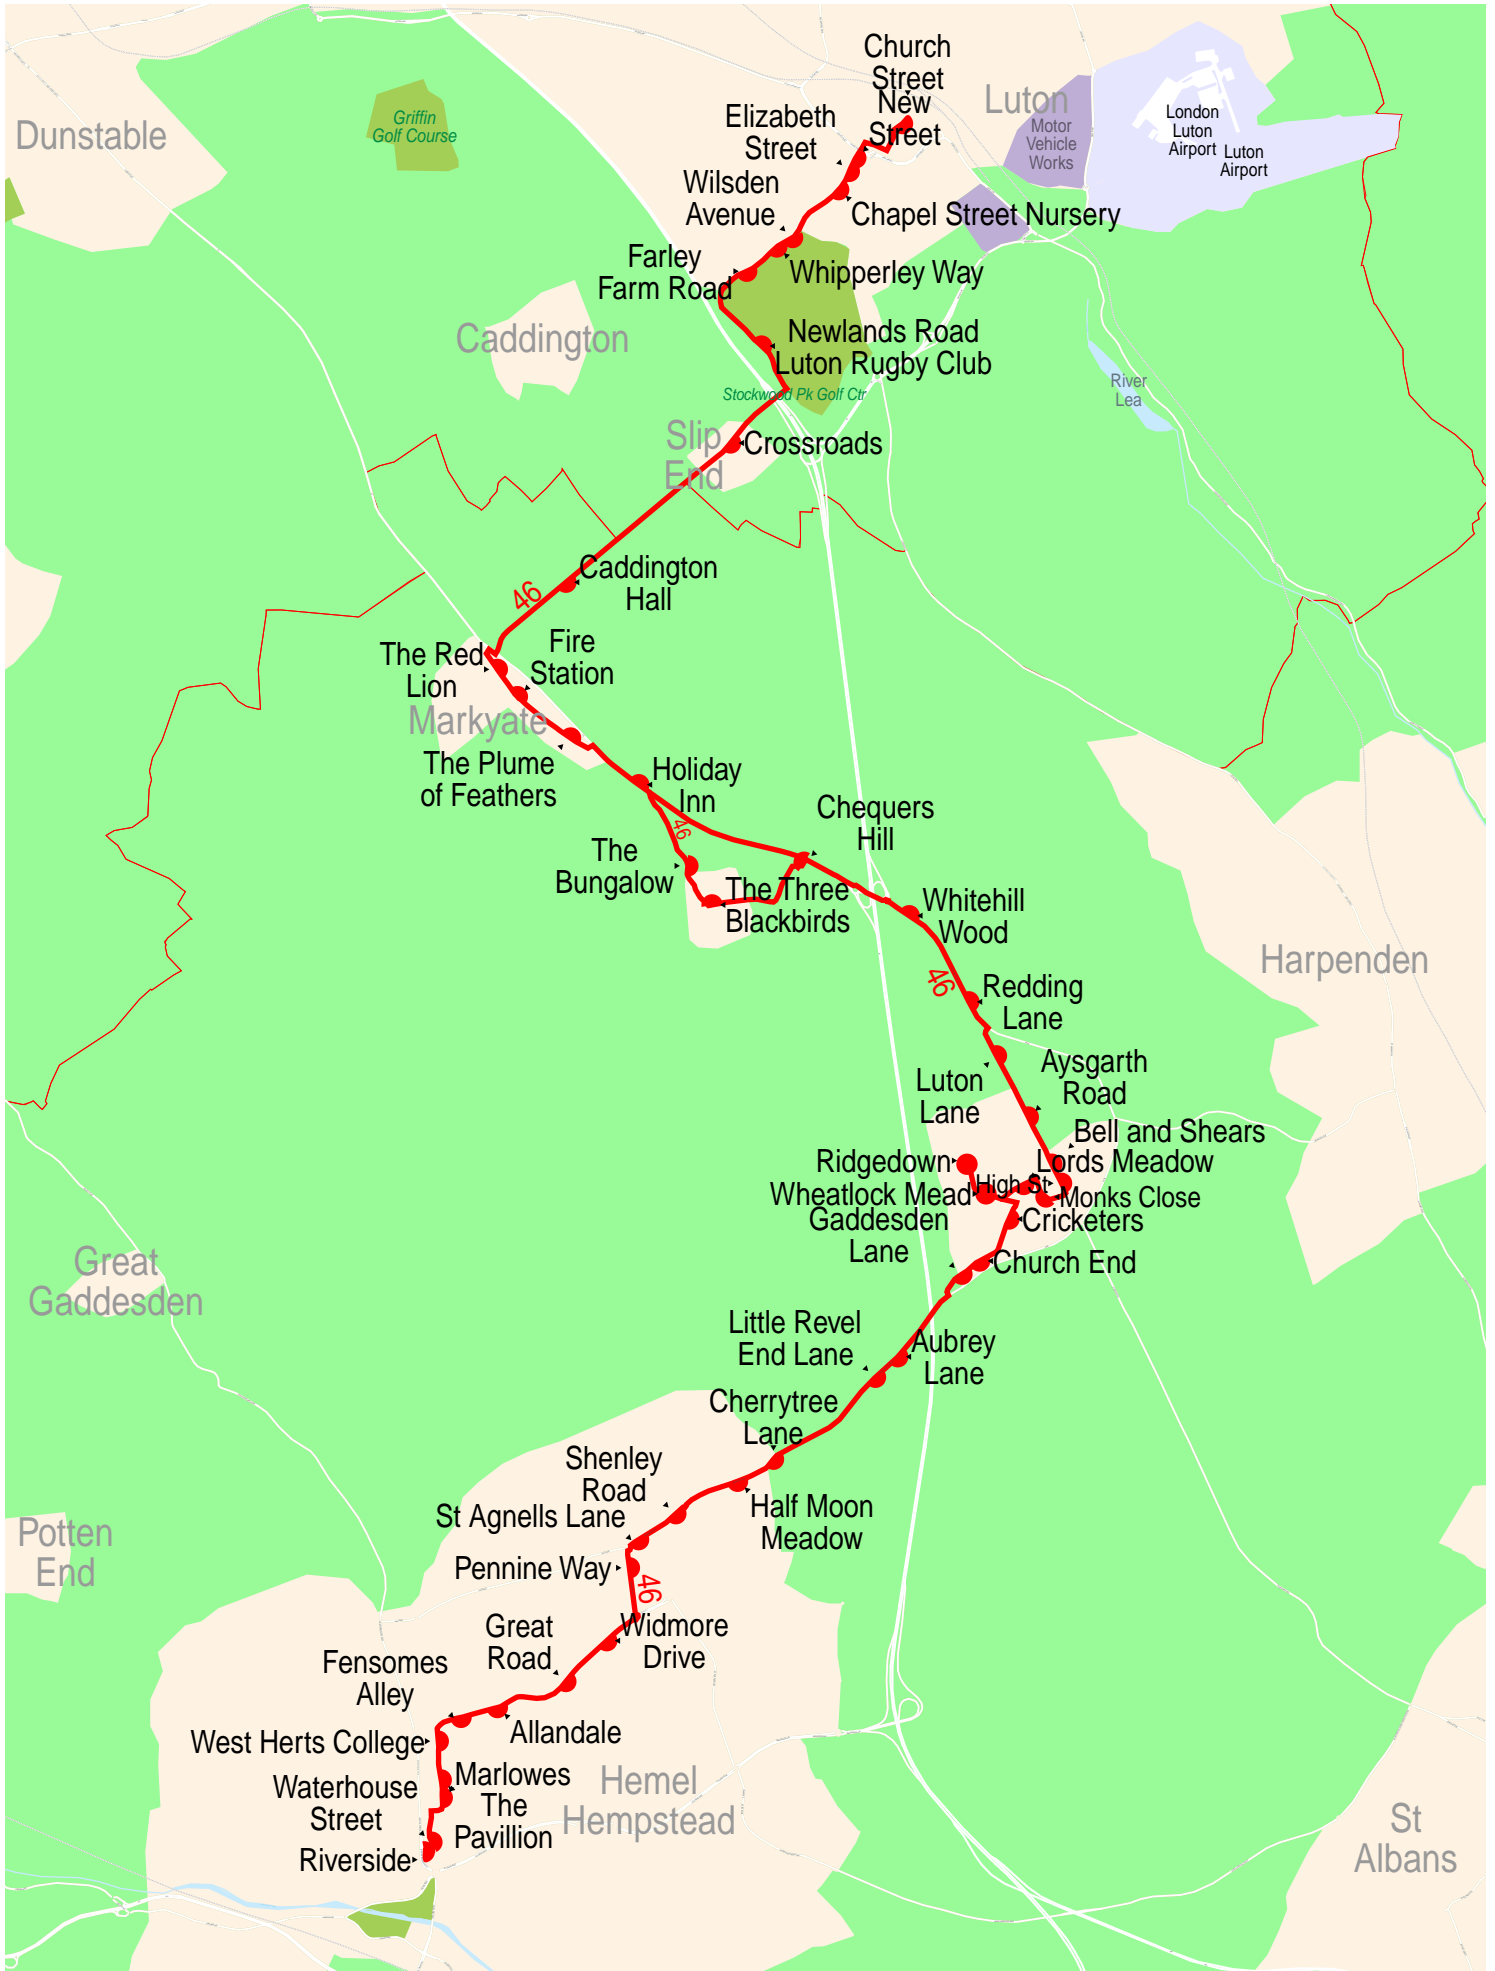 Church
Street
New
Street
Elizabeth
Street
Luton
Motor
Vehicle
Works
London
Luton
Airport
Luton
Airport
Griffin
Golf Course
Dunstable
Wilsden
Avenue
Chapel Street Nursery
Farley
Farm Road
Whipperley Way
Caddington
Newlands Road
Luton Rugby Club
Stockwood Pk Golf Ctr
River
Lea
Slip
End
Crossroads
Caddington
Hall
46
The Red
Lion
Fire
Station
Markyate
The Plume
of Feathers
Holiday
Inn
46
Chequers
Hill
The
Bungalow
The Three
Blackbirds
Whitehill
Wood
Harpenden
46
Redding
Lane
Luton
Lane
Aysgarth
Road
Bell and Shears
Ridgedown
Lords Meadow
High St
Wheatlock Mead
Monks Close
Gaddesden
Lane
Cricketers
Church End
Great
Gaddesden
Little Revel
End Lane
Aubrey
Lane
Cherrytree
Lane
Shenley
Road
St Agnells Lane
Half Moon
Meadow
Potten
End
Pennine Way
46
Great
Road
Widmore
Drive
Fensomes
Alley
West Herts College
Allandale
Waterhouse
Street
Marlowes
The
Pavillion
Hemel
Hempstead
Riverside
St
Albans